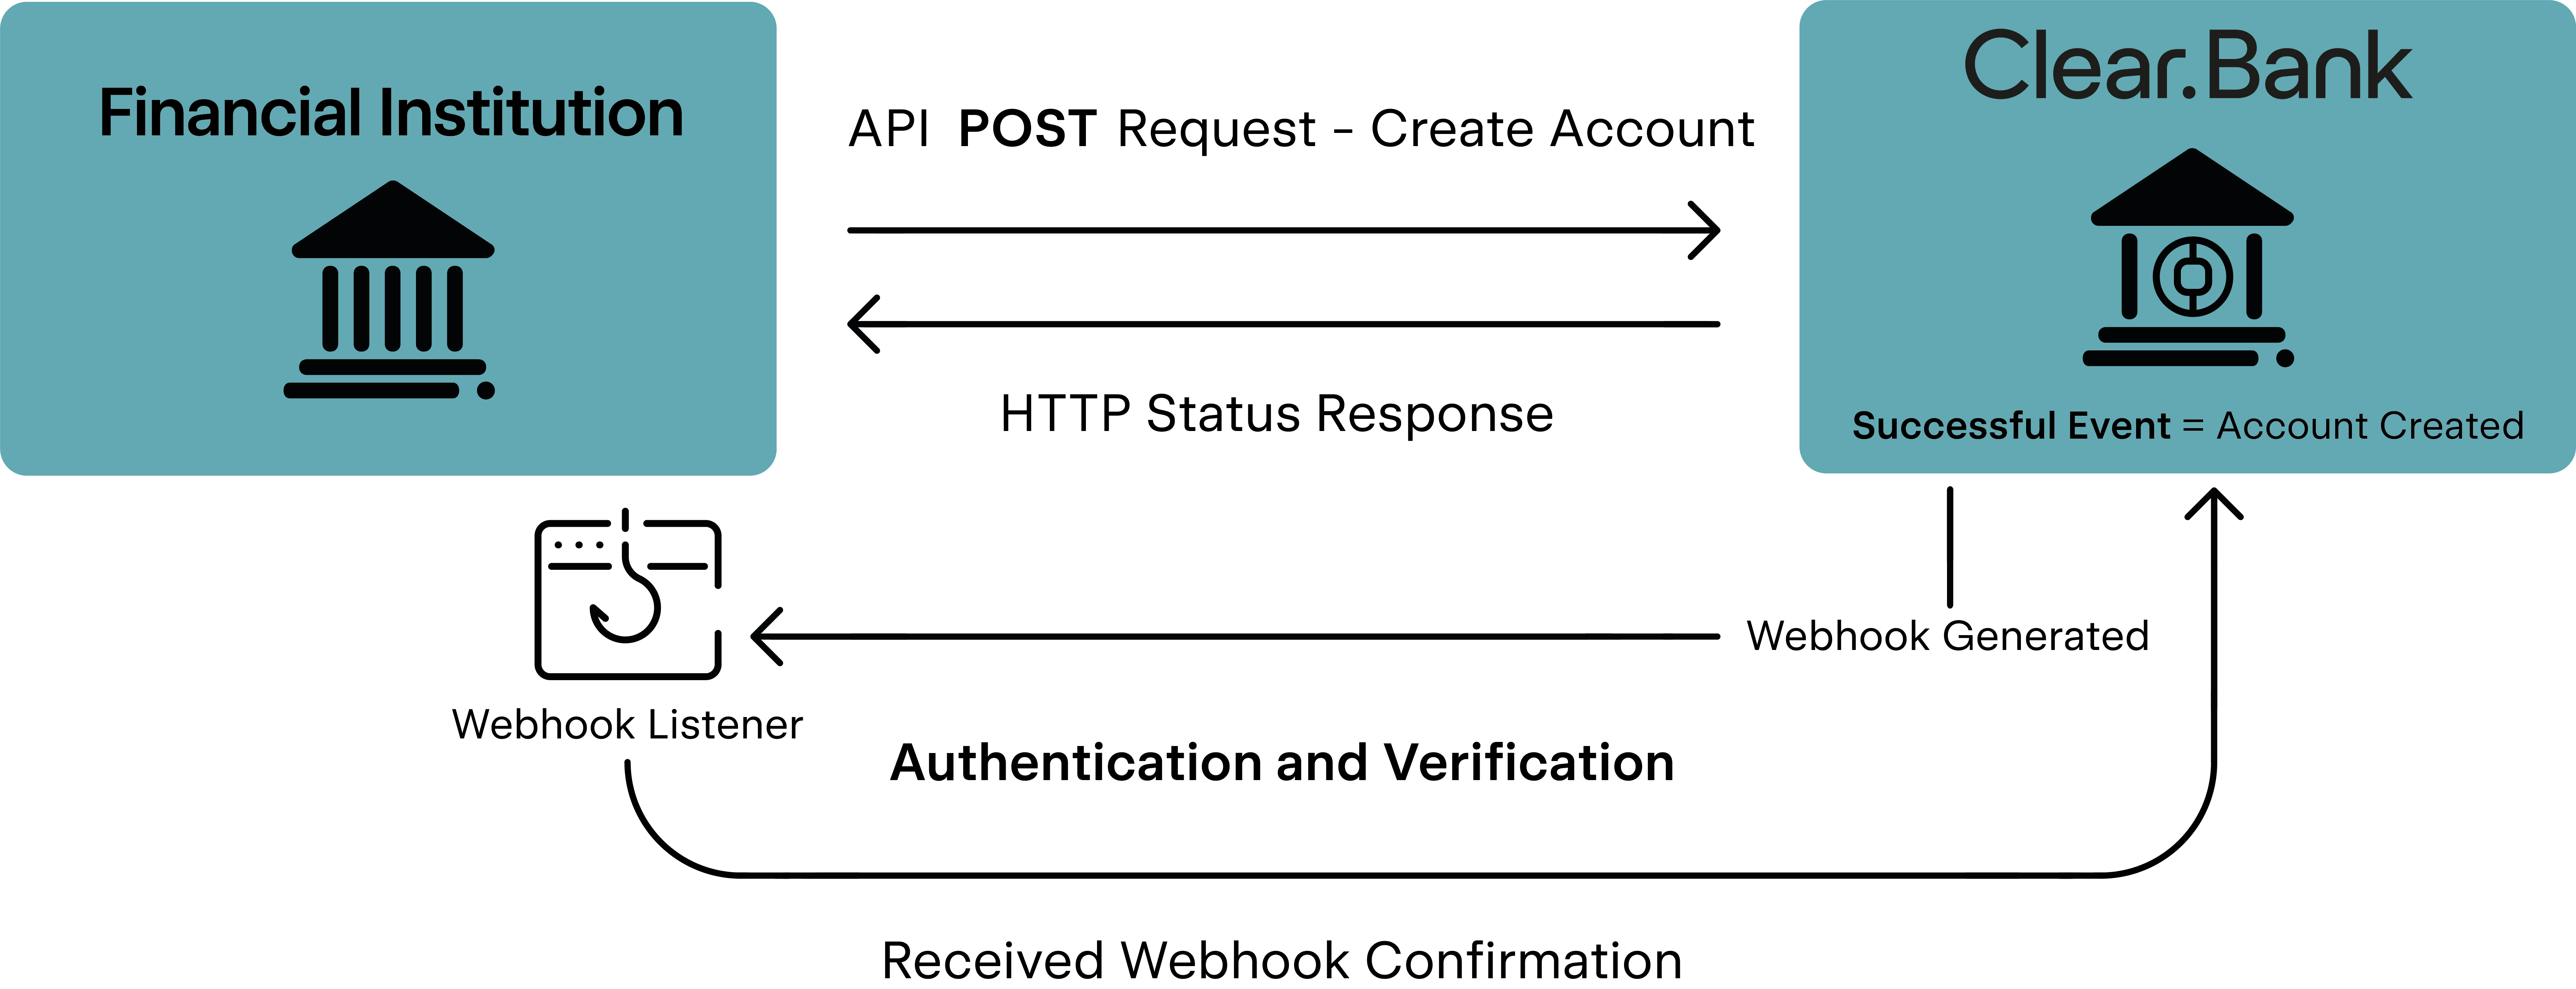 Financial Institution
API POST Request - Create Account
HTTP Status Response
Clear.Bank
Successful Event = Account Created
Webhook Generated
Webhook Listener
Authentication and Verification
Received Webhook Confirmation